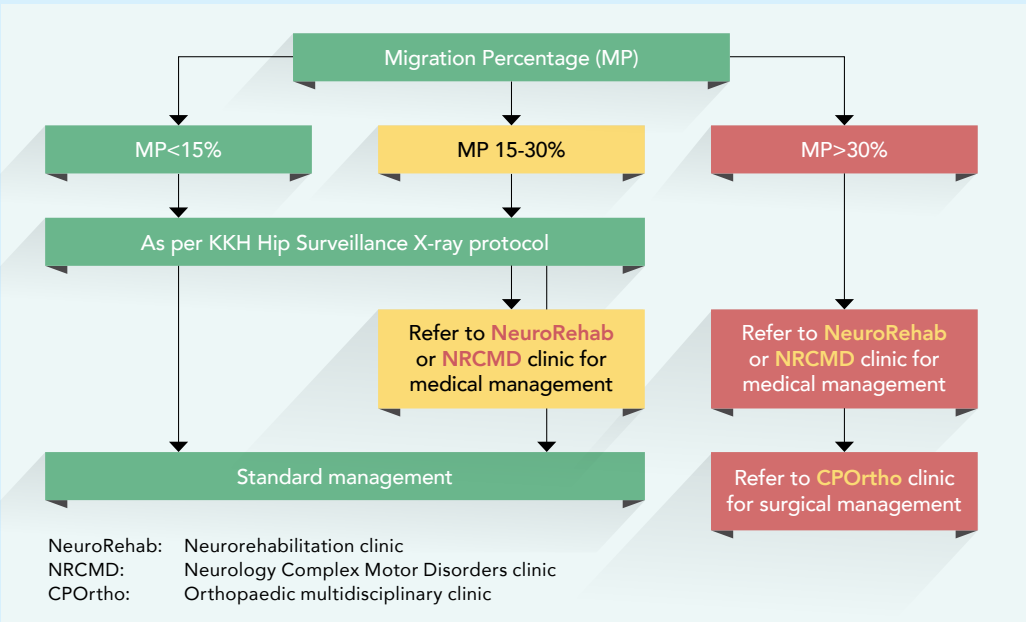 Migration Percentage (MP)
MP<15%
MP 15-30%
MP>30%
As per KKH Hip Surveillance X-ray protocol
Refer to NeuroRehab
or NRCMD clinic for
medical management
Refer to NeuroRehab
or NRCMD clinic for
medical management
Standard management
Refer to CPOrtho clinic
for surgical management
NeuroRehab: Neurorehabilitation clinic
NRCMD: Neurology Complex Motor Disorders clinic
CPOrtho: Orthopaedic multidisciplinary clinic